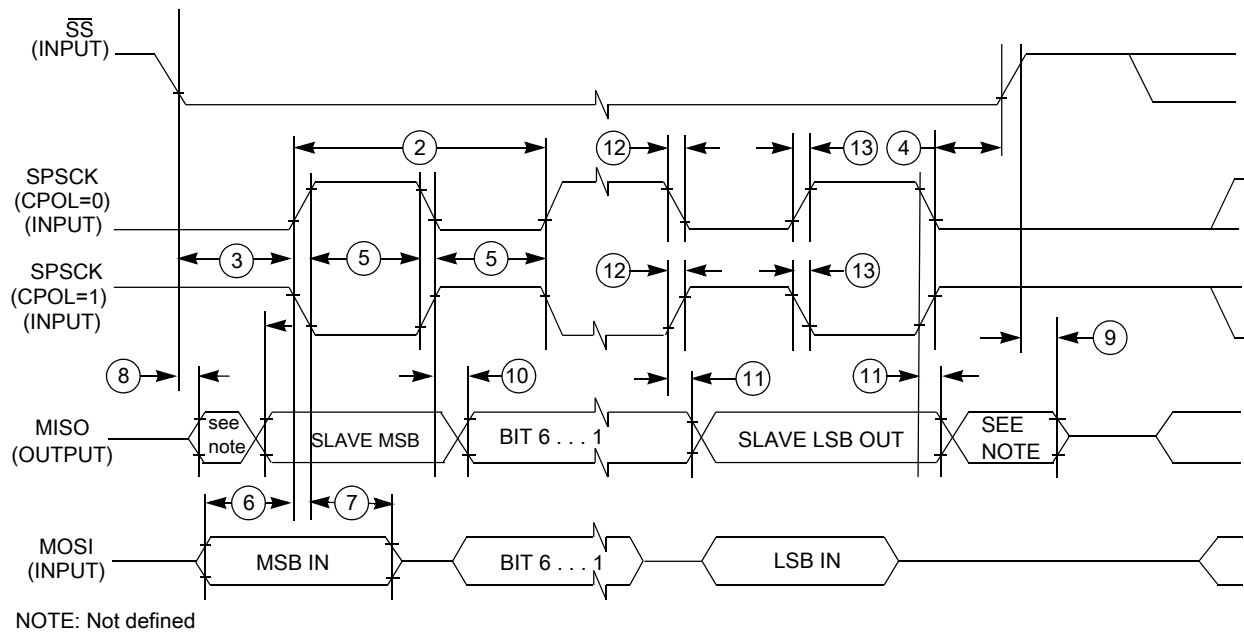 SS
(INPUT)
2
12
13
4
SPSCK
(CPOL=0)
(INPUT)
3
5
5
12
13
SPSCK
(CPOL=1)
(INPUT)
9
8
10
11
11
MISO
(OUTPUT)
see
note
SLAVE MSB
BIT 6 . . . 1
SLAVE LSB OUT
SEE
NOTE
6
7
MOSI
(INPUT)
MSB IN
BIT 6 . . . 1
LSB IN
NOTE: Not defined